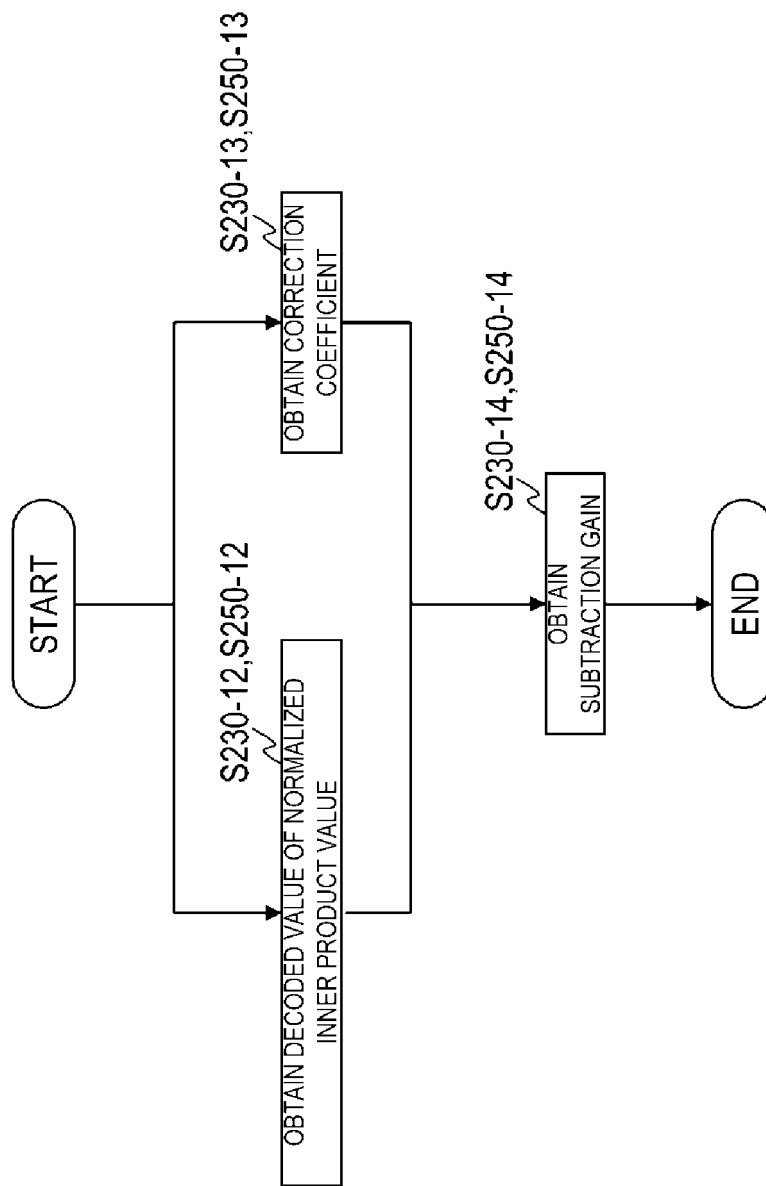 START
S230-12,S250-12
OBTAIN DECODED VALUE OF NORMALIZED
INNER PRODUCT VALUE
S230-13,S250-13
OBTAIN CORRECTION
COEFFICIENT
S230-14,S250-14
OBTAIN
SUBTRACTION GAIN
END